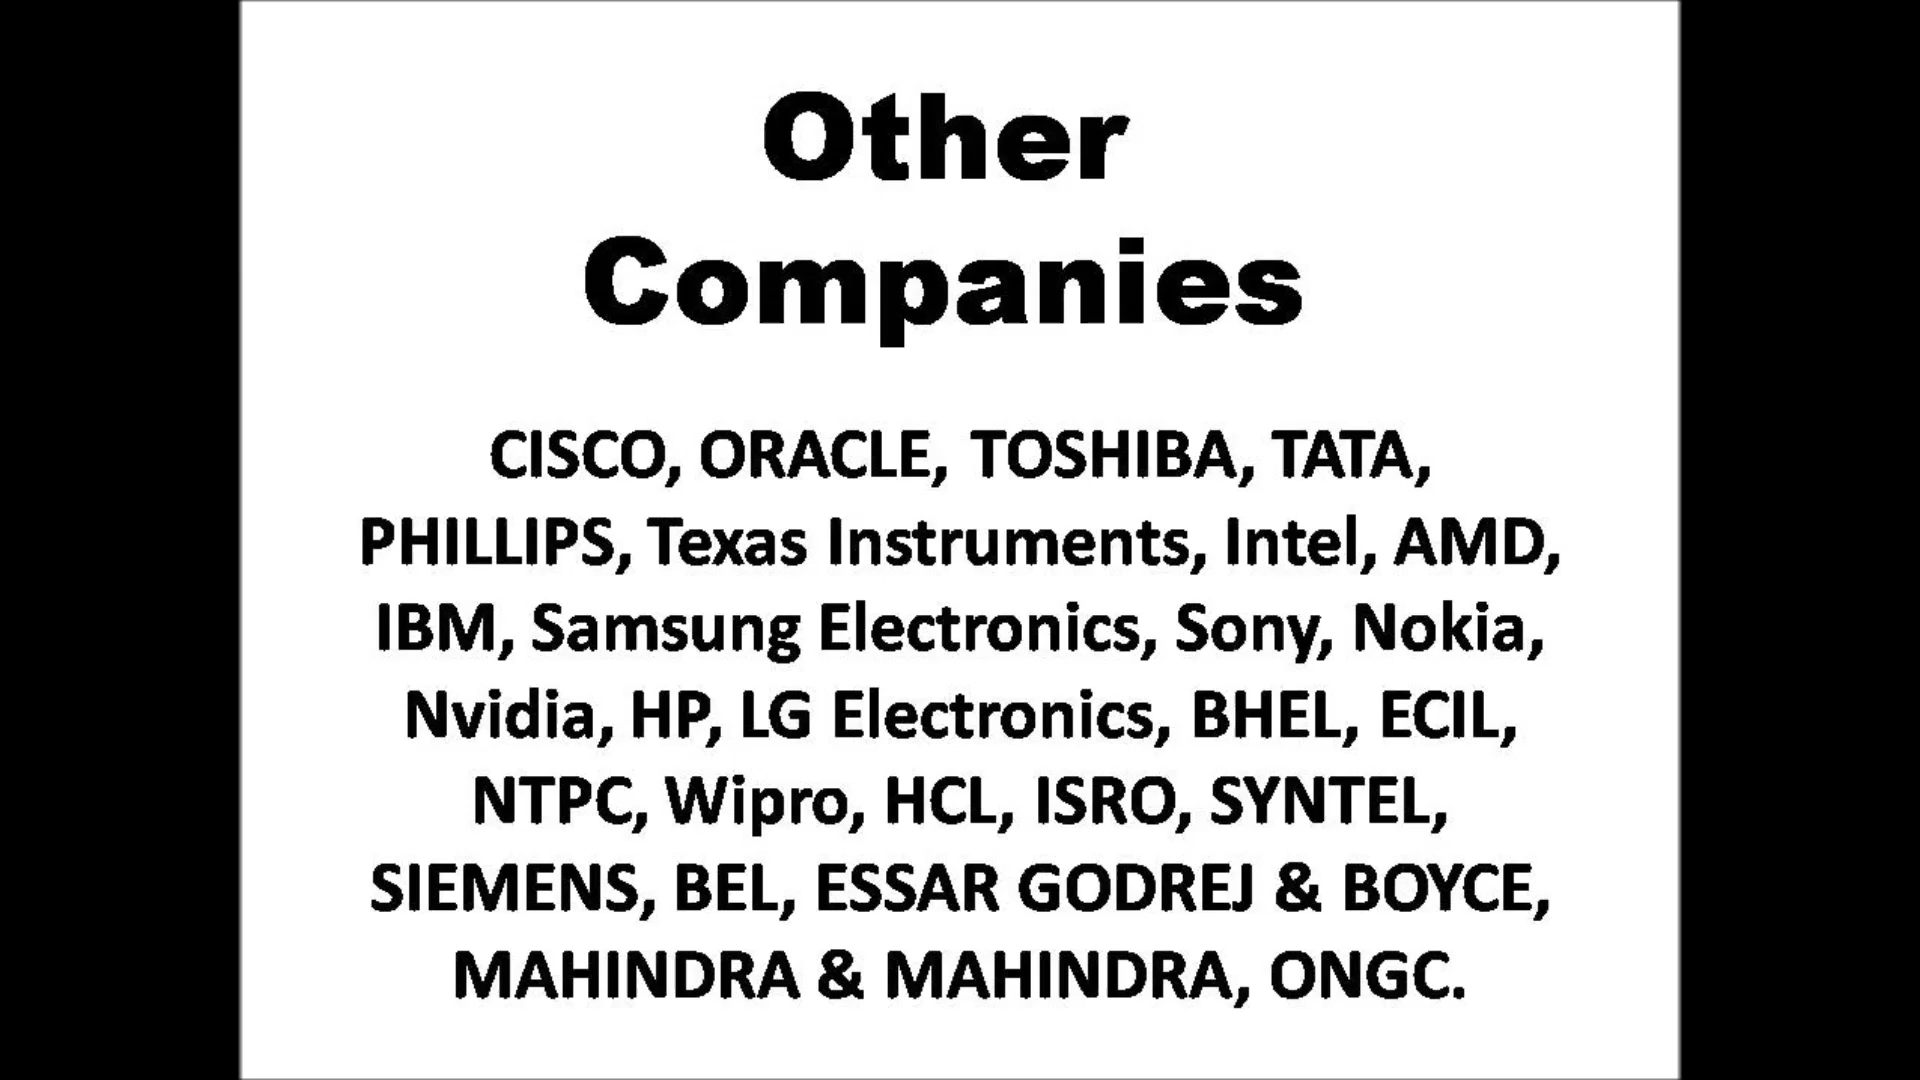 Other
Companies
CISCO, ORACLE, TOSHIBA, TATA,
PHILLIPS, Texas Instruments, Intel, AMD,
IBM, Samsung Electronics, Sony, Nokia,
Nvidia, HP, LG Electronics, BHEL, ECIL,
NTPC, Wipro, HCL, ISRO, SYNTEL,
SIEMENS, BEL, ESSAR GODREJ & BOYCE,
MAHINDRA & MAHINDRA, ONGC.